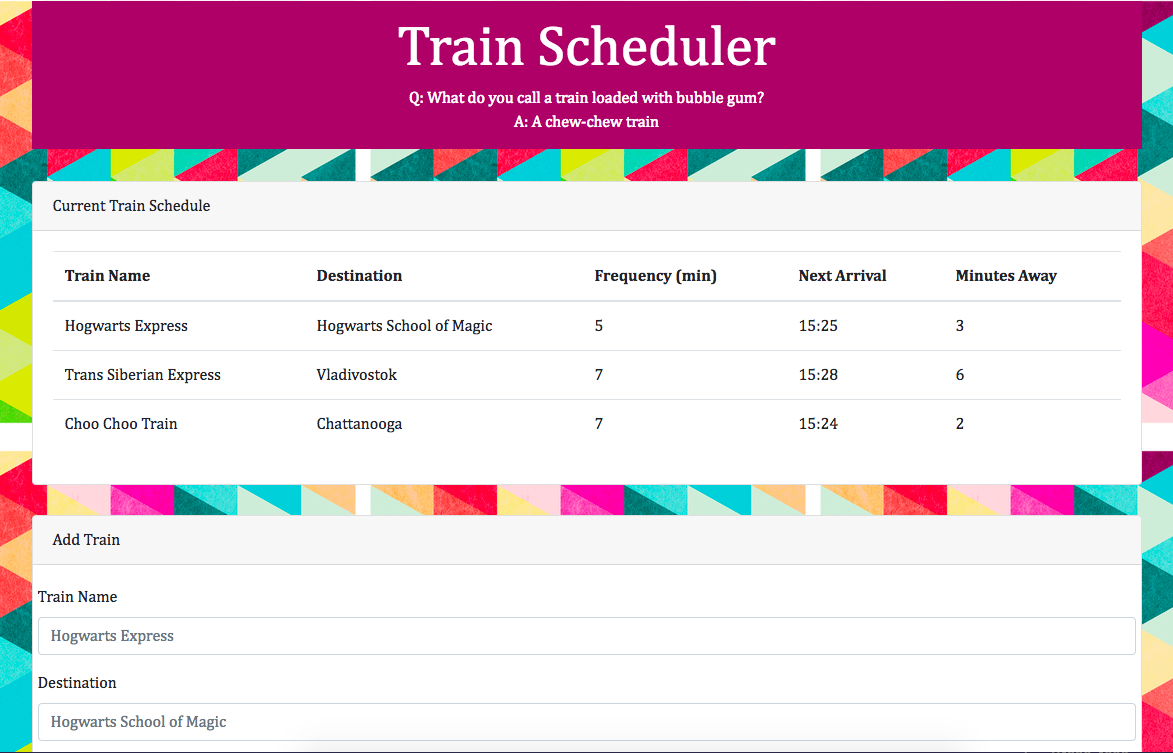 Train Scheduler
Q: What do you call a train loaded with bubble gum?
A: A chew-chew train
Current Train Schedule
Train Name Destination Frequency (min) Next Arrival Minutes Away
Hogwarts Express Hogwarts School of Magic 5 15:25 3
Trans Siberian Express Vladivostok 7 15:28 6
Choo Choo Train Chattanooga 7 15:24 2
Add Train
Train Name
Hogwarts Express
Destination
Hogwarts School of Magic